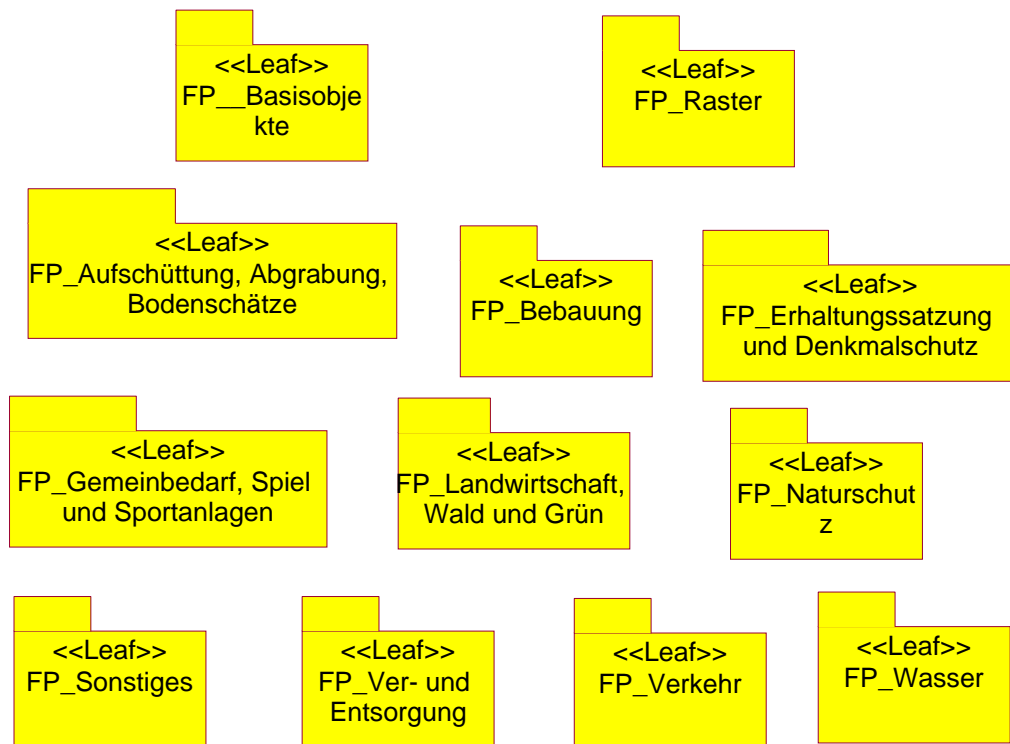 <<Leaf>>
FP__Basisobje
kte
<<Leaf>>
FP_Raster
<<Leaf>>
FP_Aufschüttung, Abgrabung,
Bodenschätze
<<Leaf>>
FP_Bebauung
<<Leaf>>
FP_Erhaltungssatzung
und Denkmalschutz
<<Leaf>>
FP_Gemeinbedarf, Spiel
und Sportanlagen
<<Leaf>>
FP_Landwirtschaft,
Wald und Grün
<<Leaf>>
FP_Naturschut
z
<<Leaf>>
FP_Sonstiges
<<Leaf>>
FP_Ver- und
Entsorgung
<<Leaf>>
FP_Verkehr
<<Leaf>>
FP_Wasser